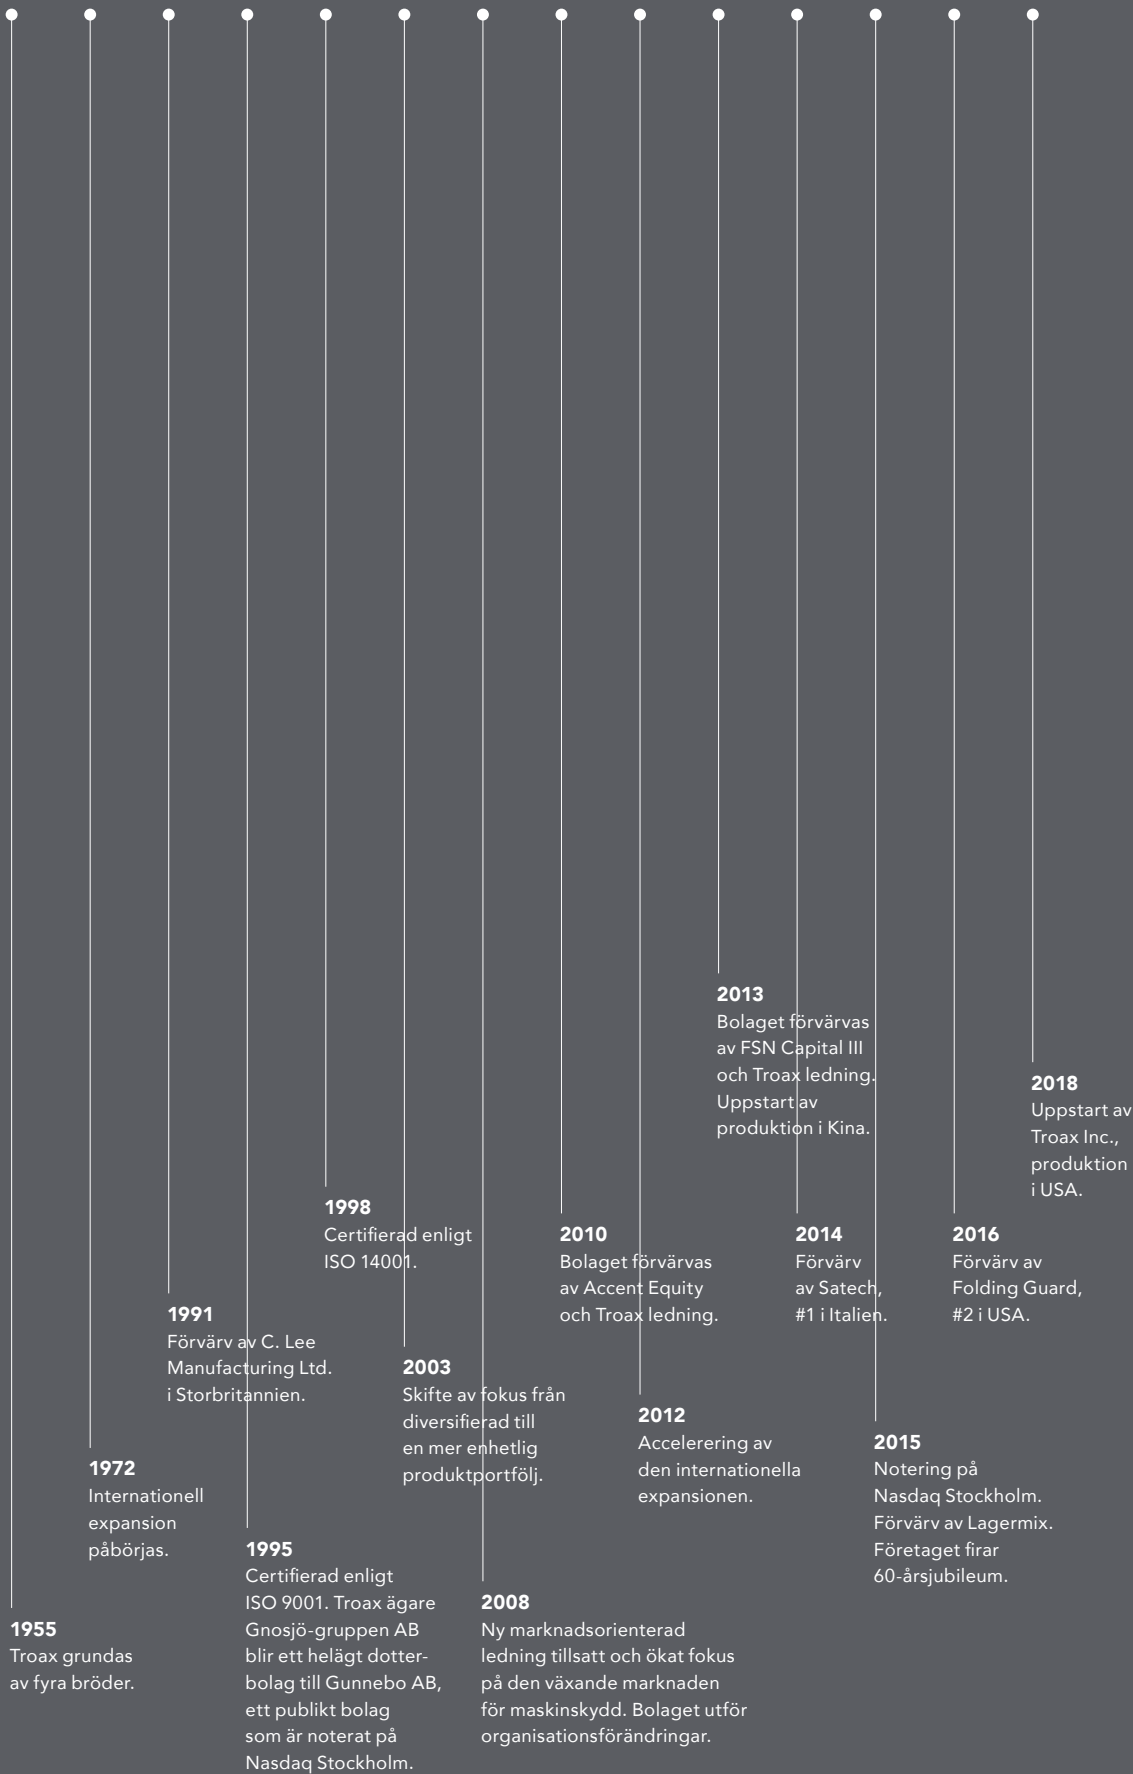 1955
Troax grundas
av fyra bröder.
1972
Internationell
expansion
påbörjas.
1991
Förvärv av C. Lee
Manufacturing Ltd.
i Storbritannien.
1995
Certifierad enligt
ISO 9001. Troax ägare
Gnosjö-gruppen AB
blir ett helägt dotter-
bolag till Gunnebo AB,
ett publikt bolag
som är noterat på
Nasdaq Stockholm.
1998
Certifierad enligt
ISO 14001.
2003
Skifte av fokus från
diversifierad till
en mer enhetlig
produktportfölj.
2008
Ny marknadsorienterad
ledning tillsatt och ökat fokus
på den växande marknaden
för maskinskydd. Bolaget utför
organisationsförändringar.
2010
Bolaget förvärvas
av Accent Equity
och Troax ledning.
2012
Accelerering av
den internationella
expansionen.
2013
Bolaget förvärvas
av FSN Capital III
och Troax ledning.
Uppstart av
produktion i Kina.
2014
Förvärv
av Satech,
#1 i Italien.
2015
Notering på
Nasdaq Stockholm.
Förvärv av Lagermix.
Företaget firar
60-årsjubileum.
2016
Förvärv av
Folding Guard,
#2 i USA.
2018
Uppstart av
Troax Inc.,
produktion
i USA.